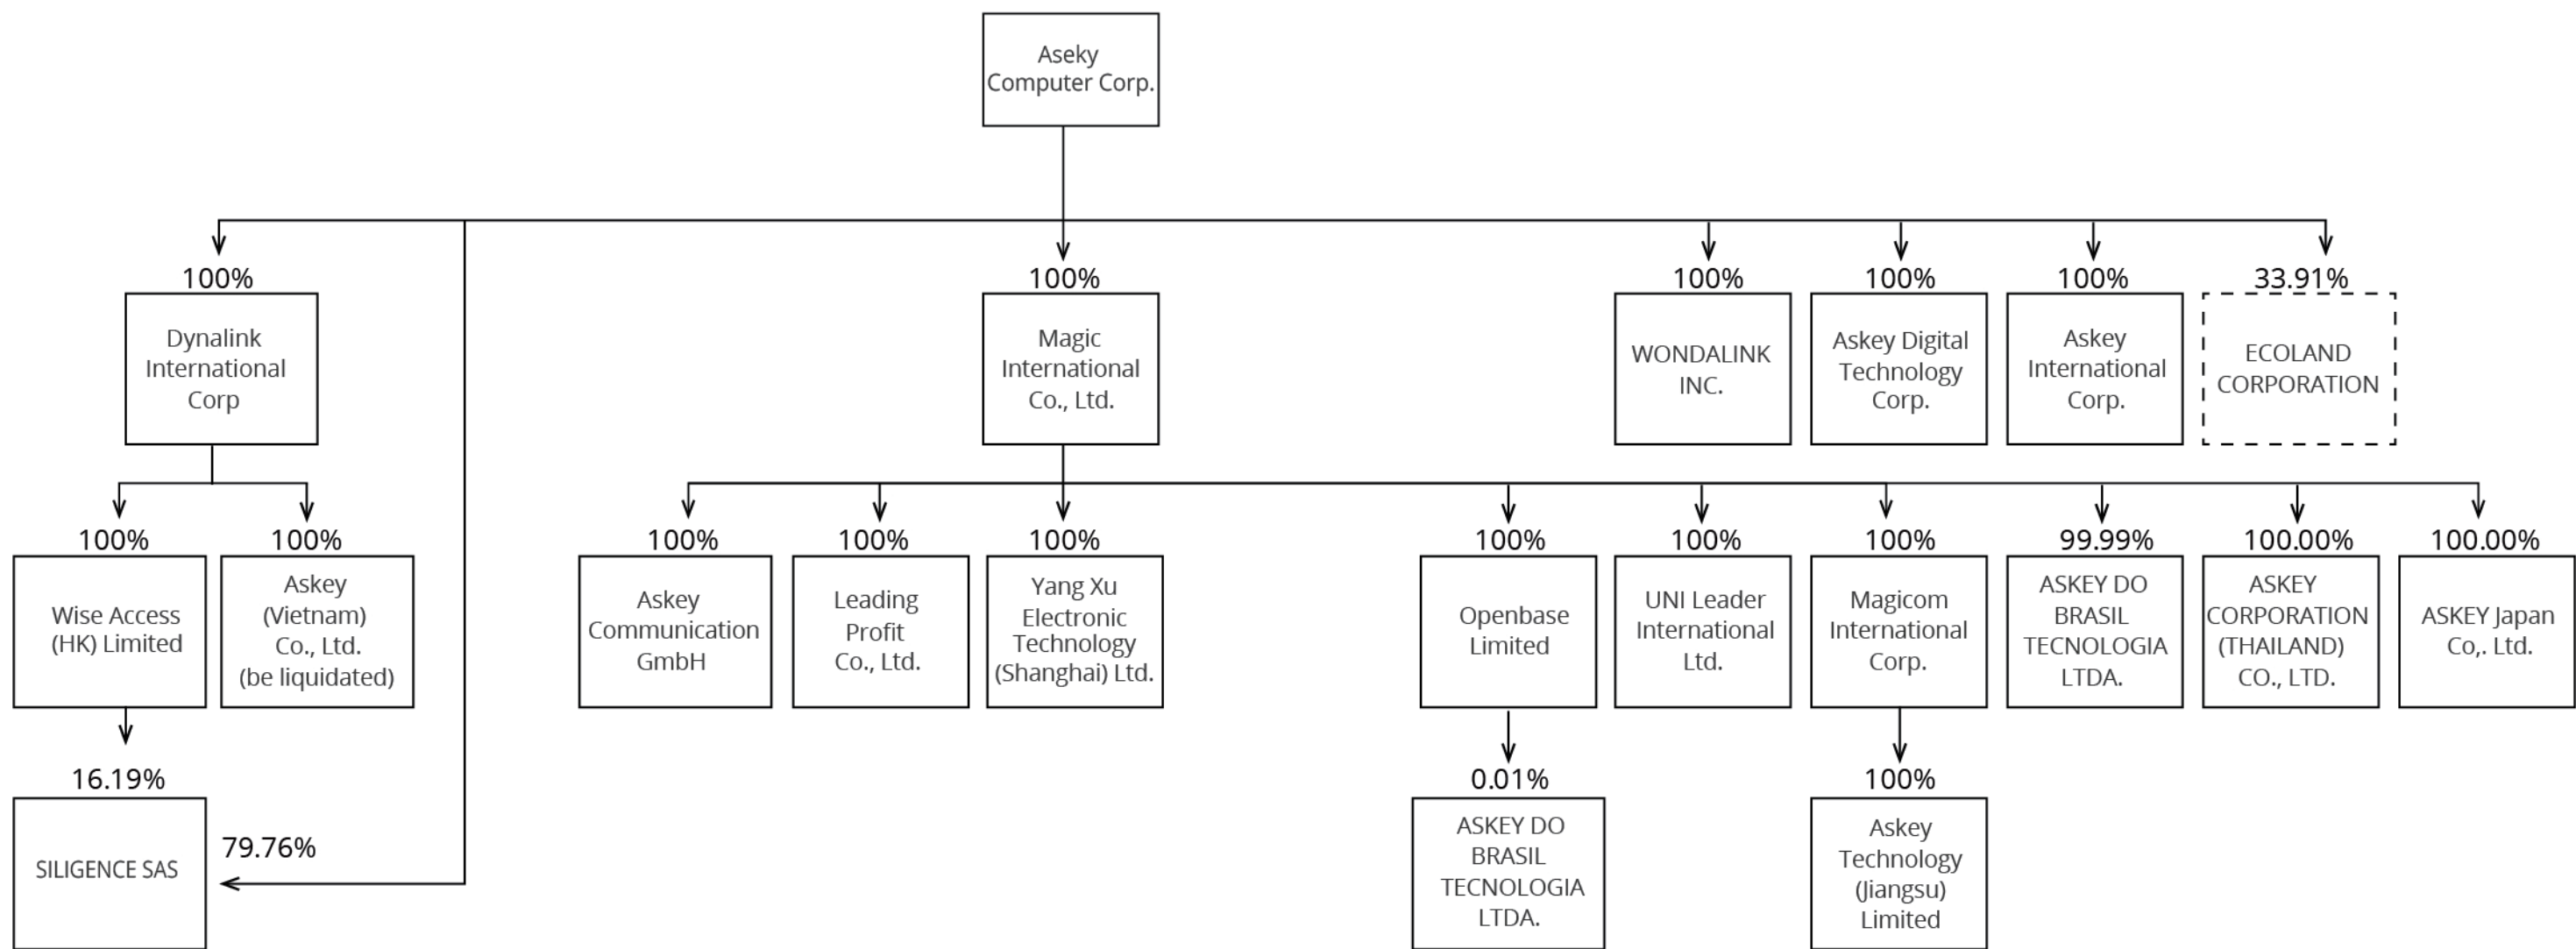 Aseky
Computer Corp.
100%
100%
100%
100%
100%
33.91%
Dynalink
International
Corp
Magic
International
Co., Ltd.
WONDALINK
INC.
Askey Digital
Technology
Corp.
Askey
International
Corp.
ECOLAND
CORPORATION
100%
100%
100%
100%
100%
100%
100%
100%
99.99%
100.00%
100.00%
Wise Access
(HK) Limited
Askey
(Vietnam)
Co., Ltd.
(be liquidated)
Askey
Communication
GmbH
Leading
Profit
Co., Ltd.
Yang Xu
Electronic
Technology
(Shanghai) Ltd.
Openbase
Limited
UNI Leader
International
Ltd.
Magicom
International
Corp.
ASKEY DO
BRASIL
TECNOLOGIA
LTDA.
ASKEY
CORPORATION
(THAILAND)
CO., LTD.
ASKEY Japan
Co,. Ltd.
16.19%
0.01%
100%
SILIGENCE SAS
79.76%
ASKEY DO
BRASIL
TECNOLOGIA
LTDA.
Askey
Technology
(Jiangsu)
Limited